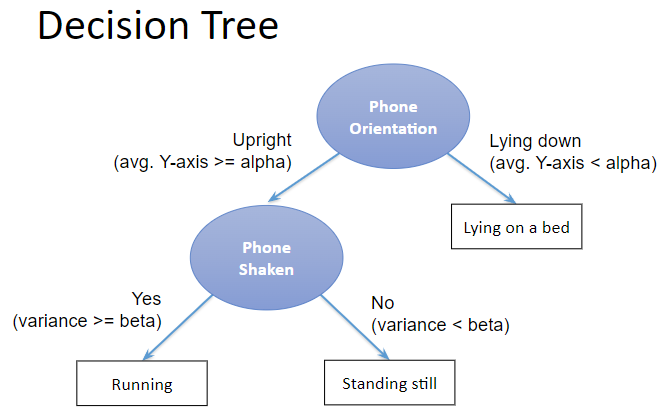 Decision Tree
Phone
Orientation
Upright
(avg. Y-axis >= alpha)
Lying down
(avg. Y-axis < alpha)
Lying on a bed
Phone
Shaken
Yes
(variance >= beta)
No
(variance < beta)
Running
Standing still